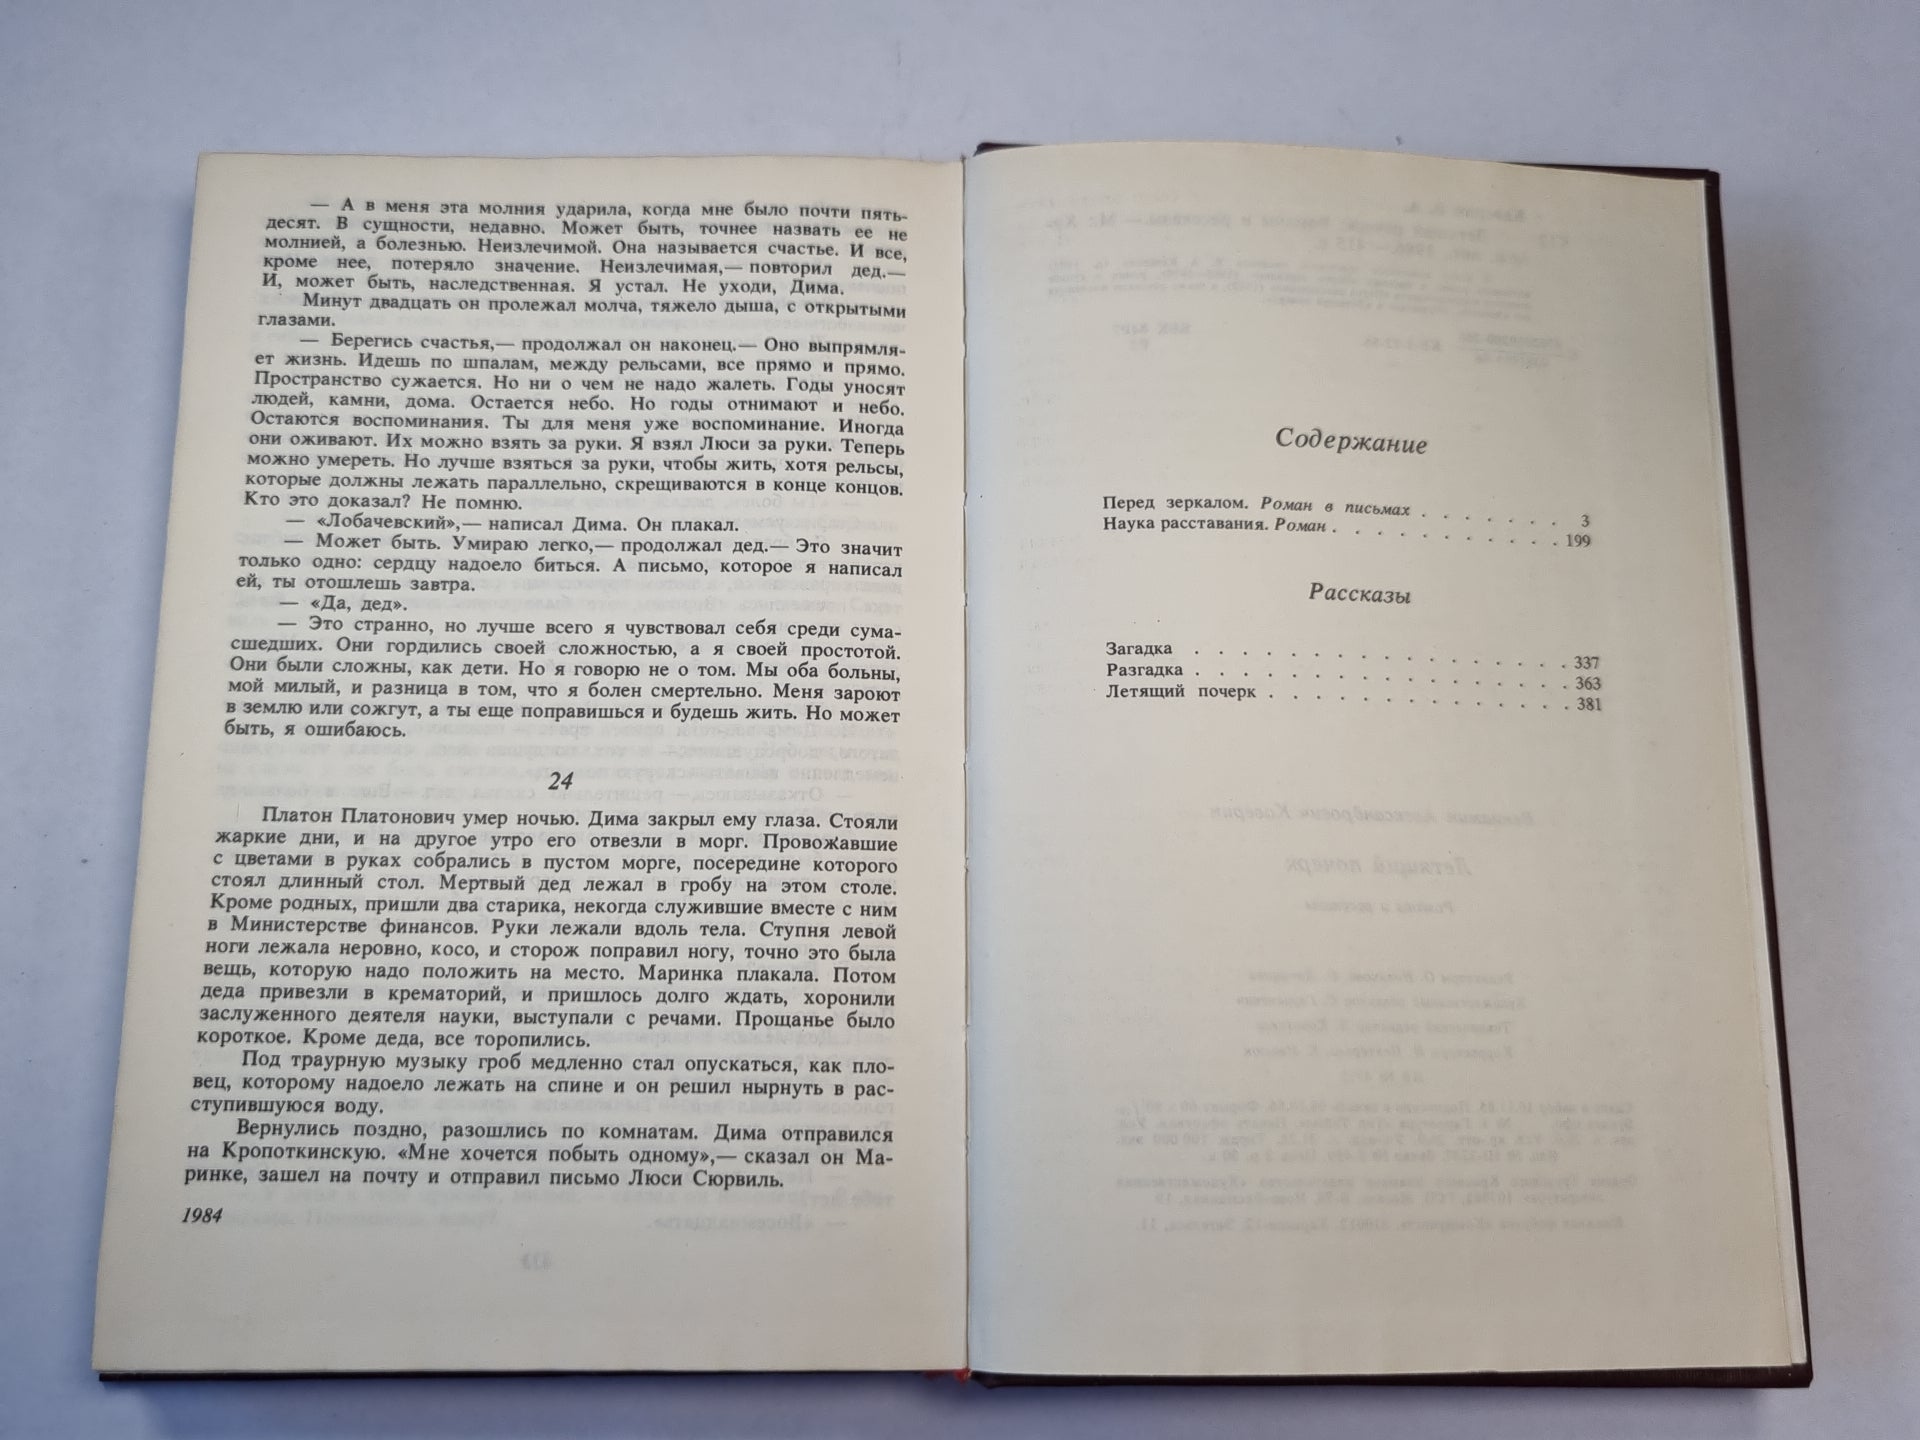 — А в меня эта молния ударила, когда мне было почти пять-
десят. В сущности, недавно. Может быть, точнее назвать ее не
молнией, а болезнью. Неизлечимой. Она называется счастье. И все,
кроме нее, потеряло значение. Неизлечимая,— повторил дед.—
И, может быть, наследственная. Я устал. Не уходи, Дима.
Минут двадцать он пролежал молча, тяжело дыша, с открытыми
глазами.
— Берегись счастья,— продолжал он наконец.— Оно выпрямля-
ет жизнь. Идешь по шпалам, между рельсами, все прямо и прямо.
Пространство сужается. Но ни о чем не надо жалеть. Годы уносят
людей, камни, дома. Остается небо. Но годы отнимают и небо.
Остаются воспоминания. Ты для меня уже воспоминание. Иногда
они оживают. Их можно взять за руки. Я взял Люси за руки. Теперь
можно умереть. Но лучше взяться за руки, чтобы жить, хотя рельсы,
которые должны лежать параллельно, скрещиваются в конце концов.
Кто это доказал? Не помню.
— «Лобачевский»,— написал Дима. Он плакал.
— Может быть. Умираю легко,— продолжал дед.— Это значит
только одно: сердцу надоело биться. А письмо, которое я написал
ей, ты отошлешь завтра.
— «Да, дед».
— Это странно, но лучше всего я чувствовал себя среди сума-
сшедших. Они гордились своей сложностью, а я своей простотой.
Они были сложны, как дети. Но я говорю не о том. Мы оба больны,
мой милый, и разница в том, что я болен смертельно. Меня зароют
в землю или сожгут, а ты еще поправишься и будешь жить. Но может
быть, я ошибаюсь.
24
Платон Платонович умер ночью. Дима закрыл ему глаза. Стояли
жаркие дни, и на другое утро его отвезли в морг. Провожавшие
с цветами в руках собрались в пустом морге, посередине которого
стоял длинный стол. Мертвый дед лежал в гробу на этом столе.
Кроме родных, пришли два старика, некогда служившие вместе с ним
в Министерстве финансов. Руки лежали вдоль тела. Ступня левой
ноги лежала неровно, косо, и сторож поправил ногу, точно это была
вещь, которую надо положить на место. Маринка плакала. Потом
деда привезли в крематорий, и пришлось долго ждать, хоронили
заслуженного деятеля науки, выступали с речами. Прощанье было
короткое. Кроме деда, все торопились.
Под траурную музыку гроб медленно стал опускаться, как пло-
вец, которому надоело лежать на спине и он решил нырнуть в рас-
ступившуюся воду.
Вернулись поздно, разошлись по комнатам. Дима отправился
на Кропоткинскую. «Мне хочется побыть одному»,— сказал он Ма-
ринке, зашел на почту и отправил письмо Люси Сюрвиль.
1984
Содержание
Перед зеркалом. Роман в письмах . . . . . . . 3
Наука расставания. Роман . . . . . . . . . . . 199
Рассказы
Загадка . . . . . . . . . . . . . . . . 337
Разгадка . . . . . . . . . . . . . . . . 363
Летящий почерк . . . . . . . . . . . . . 381